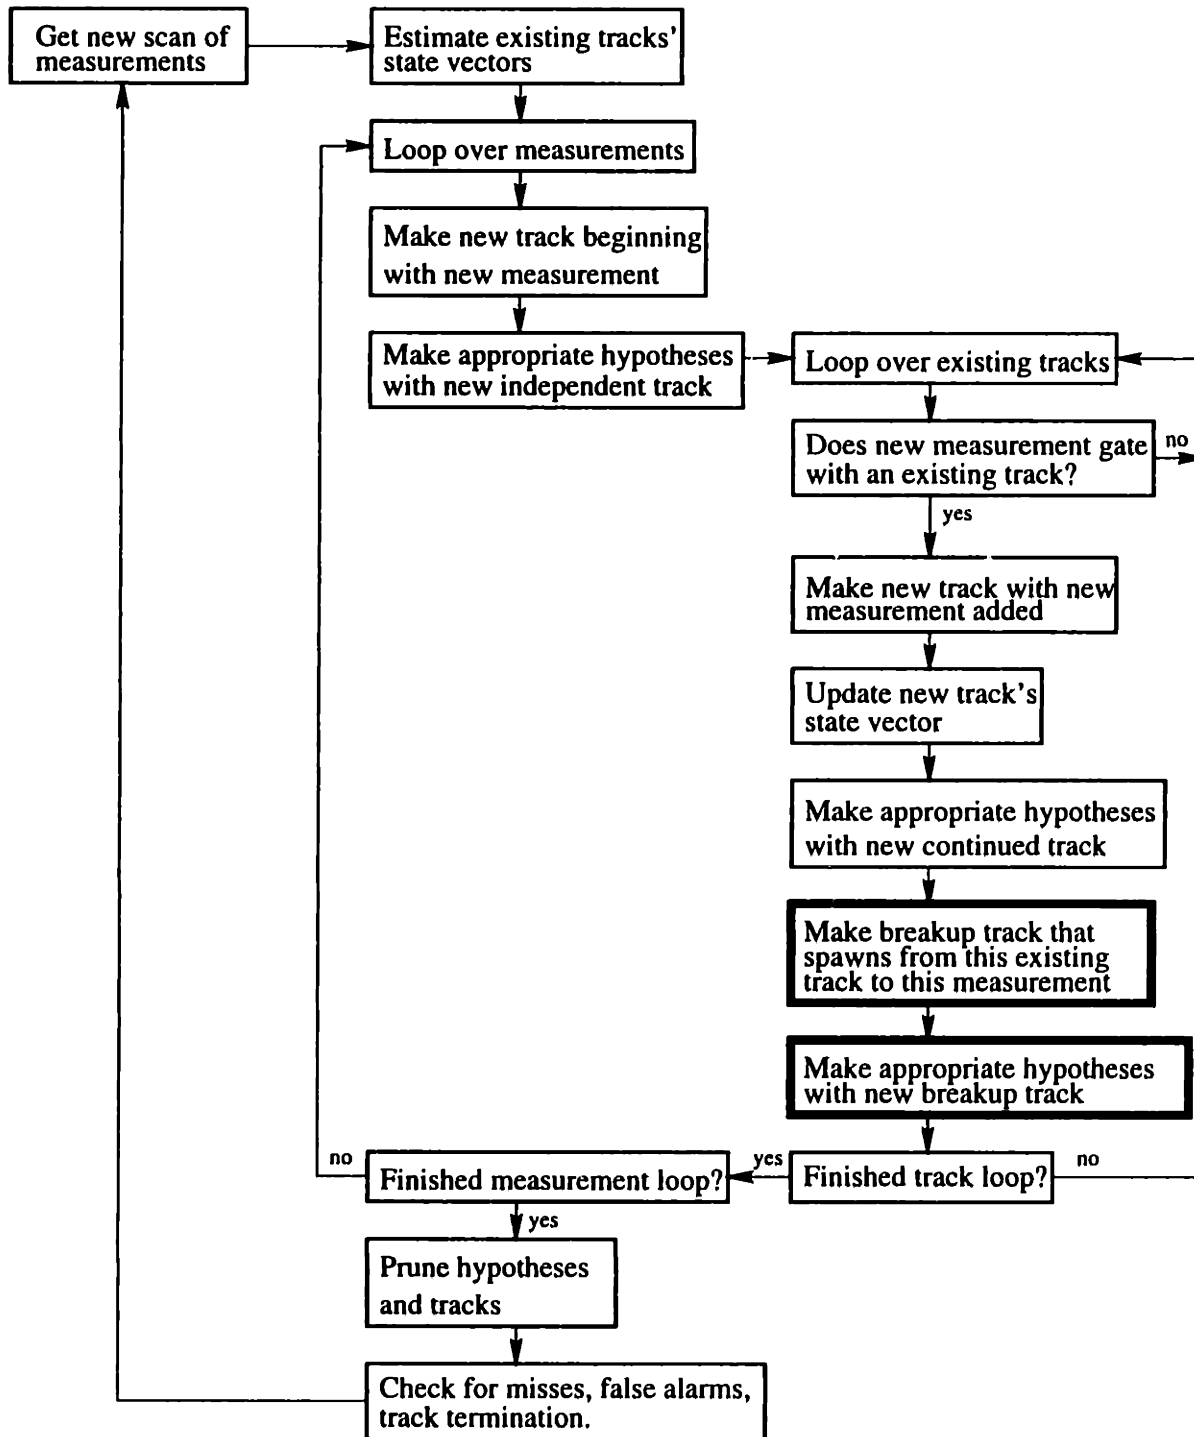 Get new scan of
measurements
Estimate existing tracks'
state vectors
Loop over measurements
Make new track beginning
with new measurement
Make appropriate hypotheses
with new independent track
Loop over existing tracks
Does new measurement gate
with an existing track?
no
yes
Make new track with new
measurement added
Update new track's
state vector
Make appropriate hypotheses
with new continued track
Make breakup track that
spawns from this existing
track to this measurement
Make appropriate hypotheses
with new breakup track
Finished track loop?
no
yes
Finished measurement loop?
no
yes
Prune hypotheses
and tracks
Check for misses, false alarms,
track termination.